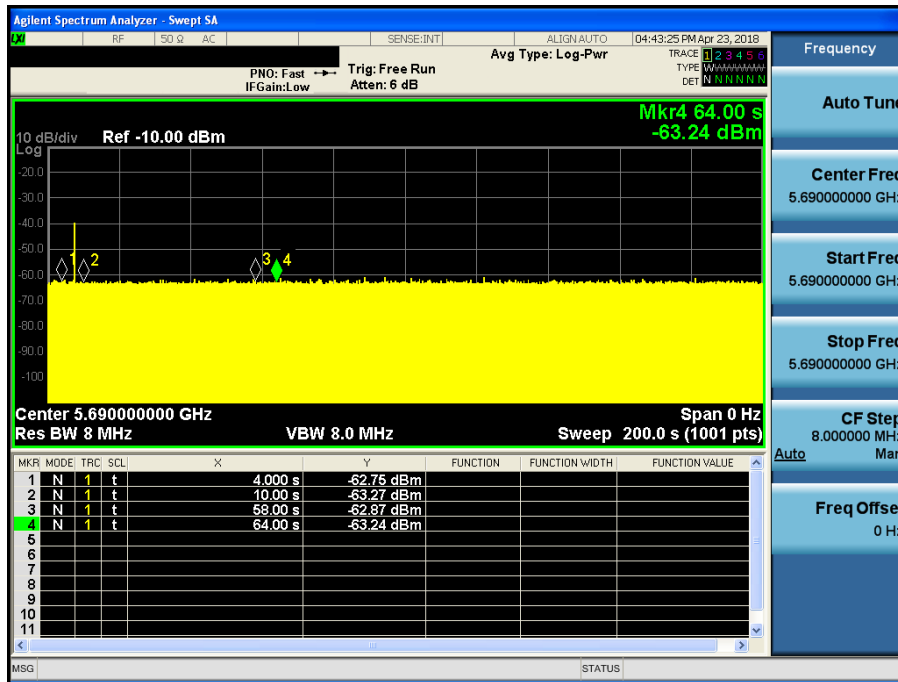 Agilent Spectrum Analyzer - Swept SA
LXI RF 50 Ω AC SENSE:INT ALIGN AUTO 04:43:25 PM Apr 23, 2018
Frequency
Avg Type: Log-Pwr
TRACE 1 2 3 4 5 6
PNO: Fast Trig: Free Run
TYPE WWWWWW
IFGain:Low Atten: 6 dB
DET N N N N N N
Auto Tune
Mkr4 64.00 s
-63.24 dBm
10 dB/div Ref -10.00 dBm
Log
-20.0
-30.0
-40.0
-50.0
-60.0
-70.0
-80.0
-90.0
-100
1 2 3 4
Center Freq
5.690000000 GHz
Start Freq
5.690000000 GHz
Stop Freq
5.690000000 GHz
CF Step
8.000000 MHz
Auto Man
Freq Offset
0 Hz
Center 5.690000000 GHz Span 0 Hz
Res BW 8 MHz VBW 8.0 MHz Sweep 200.0 s (1001 pts)
MKR MODE TRC SCL X Y FUNCTION FUNCTION WIDTH FUNCTION VALUE
1 N 1 t 4.000 s -62.75 dBm
2 N 1 t 10.00 s -63.27 dBm
3 N 1 t 58.00 s -62.87 dBm
4 N 1 t 64.00 s -63.24 dBm
5
6
7
8
9
10
11
MSG STATUS